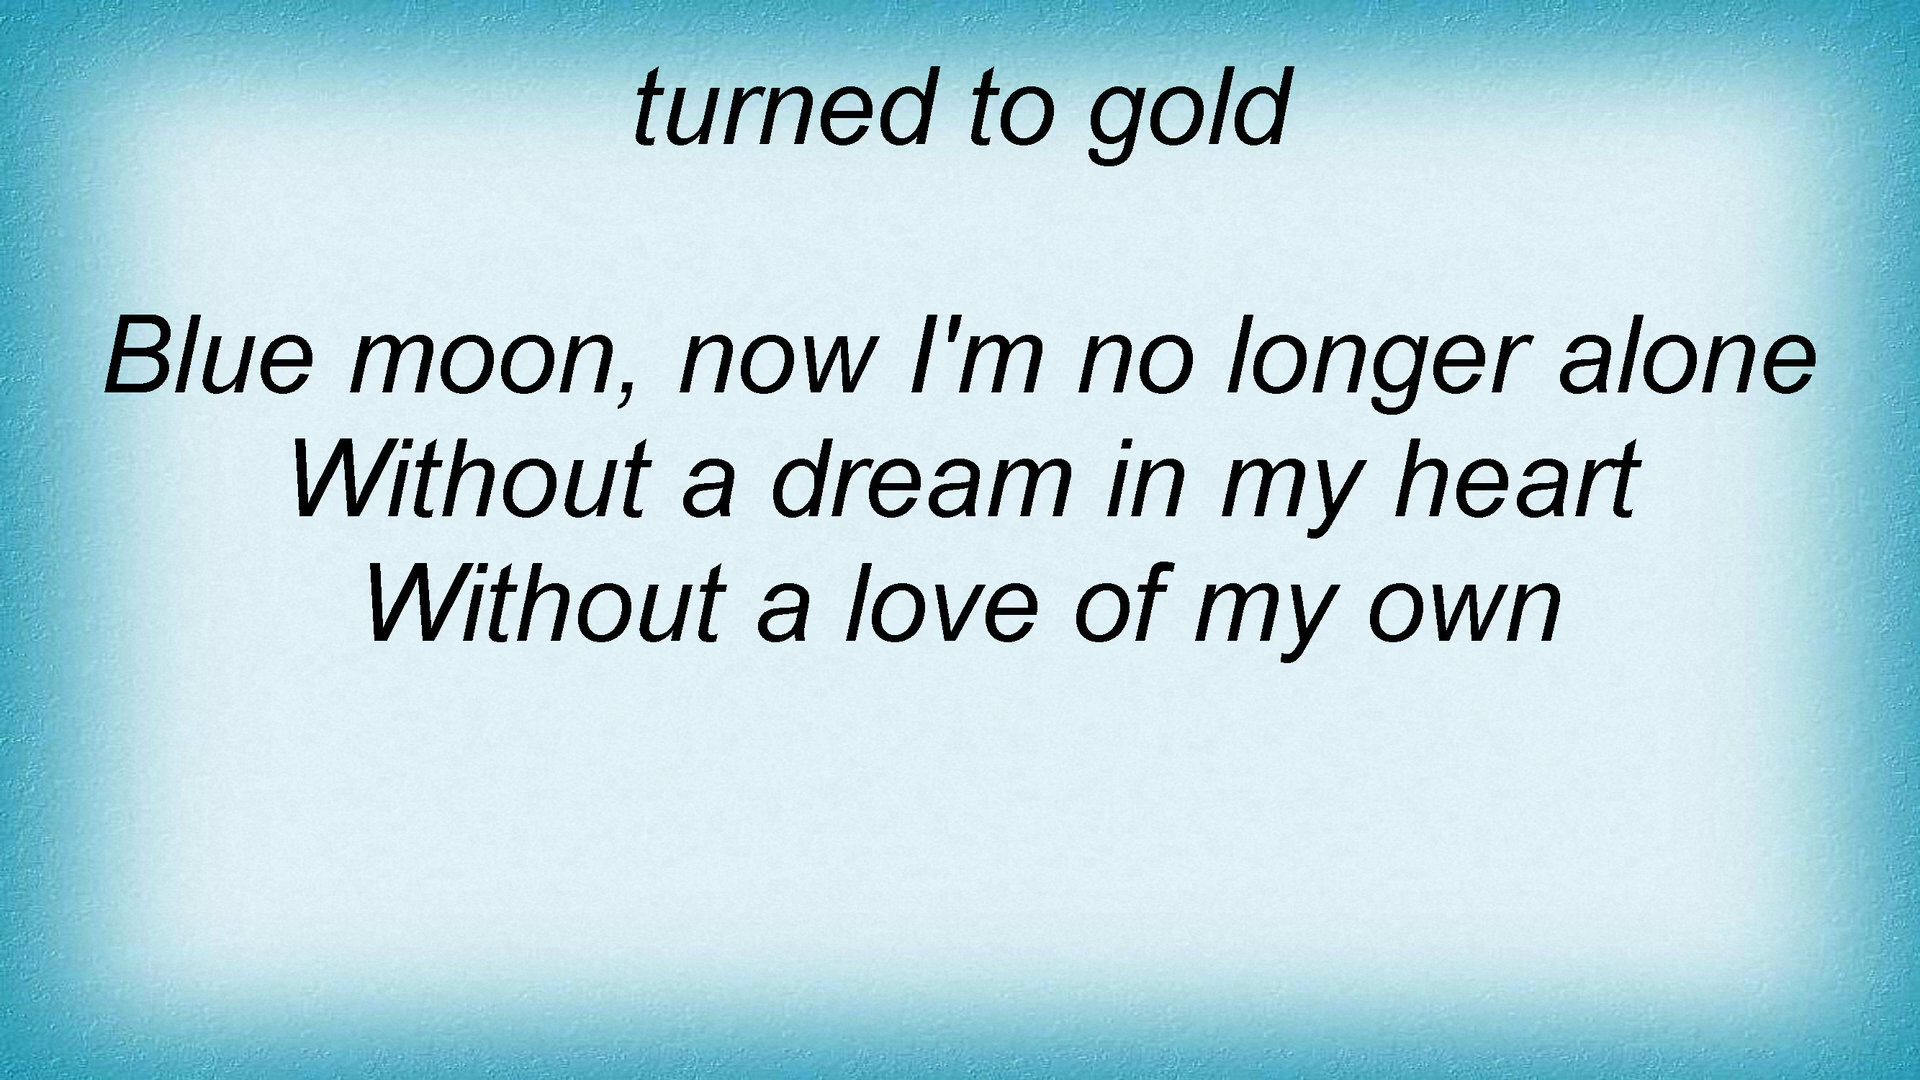 turned to gold
Blue moon, now I'm no longer alone
Without a dream in my heart
Without a love of my own